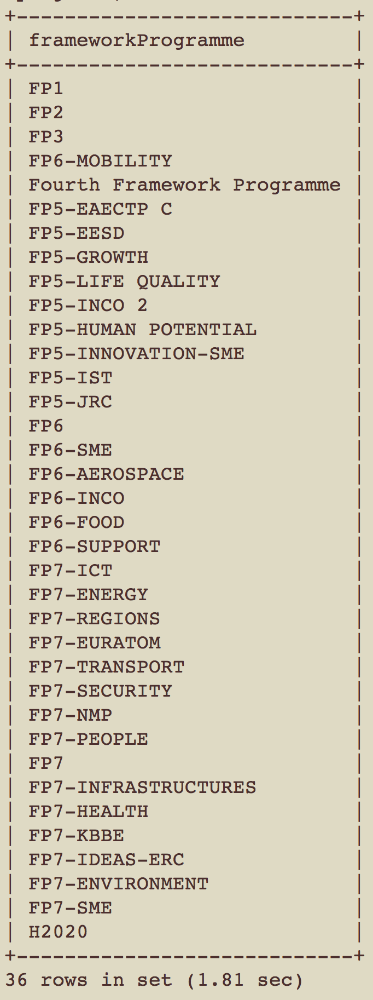 +----------------------------+
| frameworkProgramme         |
+----------------------------+
| FP1                        |
| FP2                        |
| FP3                        |
| FP6-MOBILITY               |
| Fourth Framework Programme |
| FP5-EAECTP C               |
| FP5-EESD                   |
| FP5-GROWTH                 |
| FP5-LIFE QUALITY           |
| FP5-INCO 2                 |
| FP5-HUMAN POTENTIAL        |
| FP5-INNOVATION-SME         |
| FP5-IST                    |
| FP5-JRC                    |
| FP6                        |
| FP6-SME                    |
| FP6-AEROSPACE              |
| FP6-INCO                   |
| FP6-FOOD                   |
| FP6-SUPPORT                |
| FP7-ICT                    |
| FP7-ENERGY                 |
| FP7-REGIONS                |
| FP7-EURATOM                |
| FP7-TRANSPORT              |
| FP7-SECURITY               |
| FP7-NMP                    |
| FP7-PEOPLE                 |
| FP7                        |
| FP7-INFRASTRUCTURES        |
| FP7-HEALTH                 |
| FP7-KBBE                   |
| FP7-IDEAS-ERC              |
| FP7-ENVIRONMENT            |
| FP7-SME                    |
| H2020                      |
+----------------------------+
36 rows in set (1.81 sec)